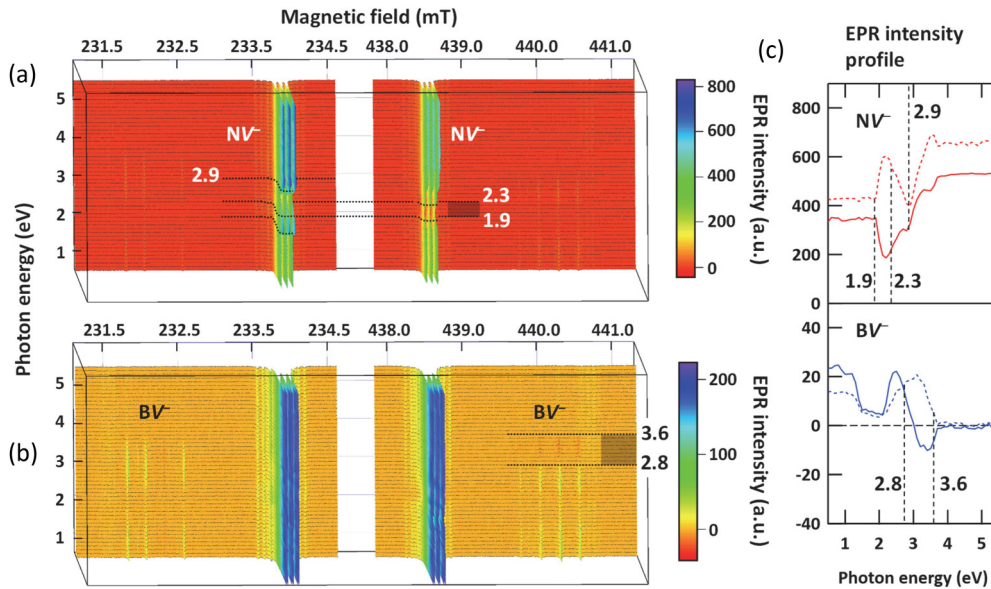 Magnetic field (mT)
231.5 232.5 233.5 234.5 438.0 439.0 440.0 441.0
(a)
NV⁻ NV⁻
2.9
2.3
1.9
5
4
3
2
1
Photon energy (eV)
800
600
400
200
0
EPR intensity (a.u.)
231.5 232.5 233.5 234.5 438.0 439.0 440.0 441.0
(b)
BV⁻ BV⁻
3.6
2.8
5
4
3
2
1
200
100
0
EPR intensity (a.u.)
(c)
EPR intensity
profile
2.9
NV⁻
800
600
400
200
0
1.9 2.3
BV⁻
40
20
0
-20
-40
2.8 3.6
1 2 3 4 5
Photon energy (eV)